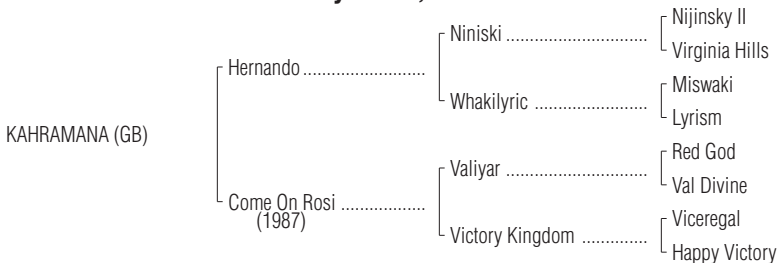 Nijinsky II
Niniski
Virginia Hills
Hernando
Miswaki
Whakilyric
Lyrism
KAHRAMANA (GB)
Red God
Valiyar
Val Divine
Come On Rosi
(1987)
Viceregal
Victory Kingdom
Happy Victory